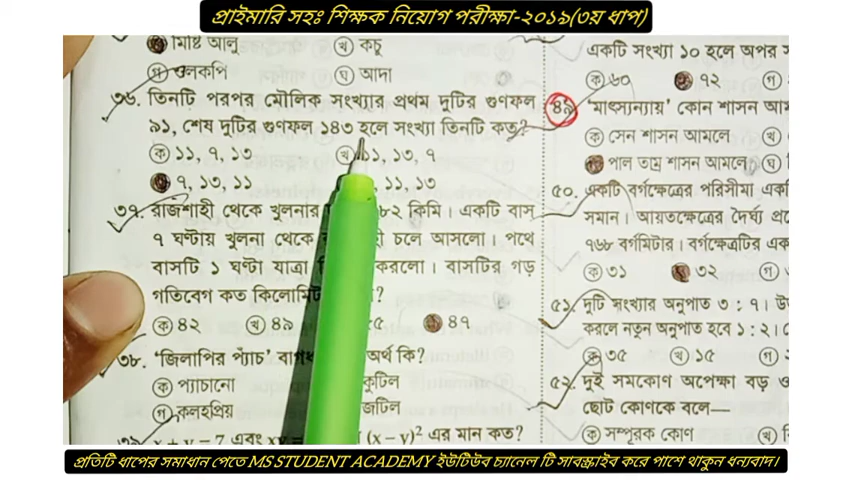 প্রাইমারি সহঃ শিক্ষক নিয়োগ পরীক্ষা-২০১৯(৩য় ধাপ)
মিষ্টি আলু (খ) কচু
(গ) ওলকপি (ঘ) আদা
৩৬. তিনটি পরপর মৌলিক সংখ্যার প্রথম দুটির গুণফল
৯১, শেষ দুটির গুণফল ১৪৩ হলে সংখ্যা তিনটি কত?
(ক) ১১, ৭, ১৩ (খ) ১১, ১৩, ৭
৭, ১৩, ১১ ১১, ১৩
৩৭. রাজশাহী থেকে খুলনার ৮২ কিমি। একটি বাস
৭ ঘণ্টায় খুলনা থেকে চলে আসলো। পথে
বাসটি ১ ঘণ্টা যাত্রা করলো। বাসটির গড়
গতিবেগ কত কিলোমিট
(ক) ৪২ (খ) ৪৯ ৪৭
৩৮. ‘জিলাপির প্যাচ’ অর্থ কি?
(ক) প্যাচানো কুটিল
(গ) কলহপ্রিয় জটিল
৩৯. x + y = 7 এবং xy = (x – y)² এর মান কত?
একটি সংখ্যা ১০ হলে অপর
(ক) ৬০ ৭২ (গ)
৪৯ ‘মাৎস্যন্যায়’ কোন শাসন
(ক) সেন শাসন আমলে
পাল তাম্র শাসন আমলে (ঘ)
৫০. একটি বর্গক্ষেত্রের পরিসীমা
সমান। আয়তক্ষেত্রের দৈর্ঘ্য
৭৬৮ বর্গমিটার। বর্গক্ষেত্রটির এক
(ক) ৩১ ৩২ (গ)
৫১. দুটি সংখ্যার অনুপাত ৩ : ৭।
করলে নতুন অনুপাত হবে ১ : ২।
(ক) ৩৫ (খ) ১৫ (গ)
৫২. দুই সমকোণ অপেক্ষা বড়
ছোট কোণকে বলে—
(ক) সম্পূরক কোণ (খ)
প্রতিটি ধাপের সমাধান পেতে MS STUDENT ACADEMY ইউটিউব চ্যানেল টি সাবস্ক্রাইব করে পাশে থাকুন ধন্যবাদ।